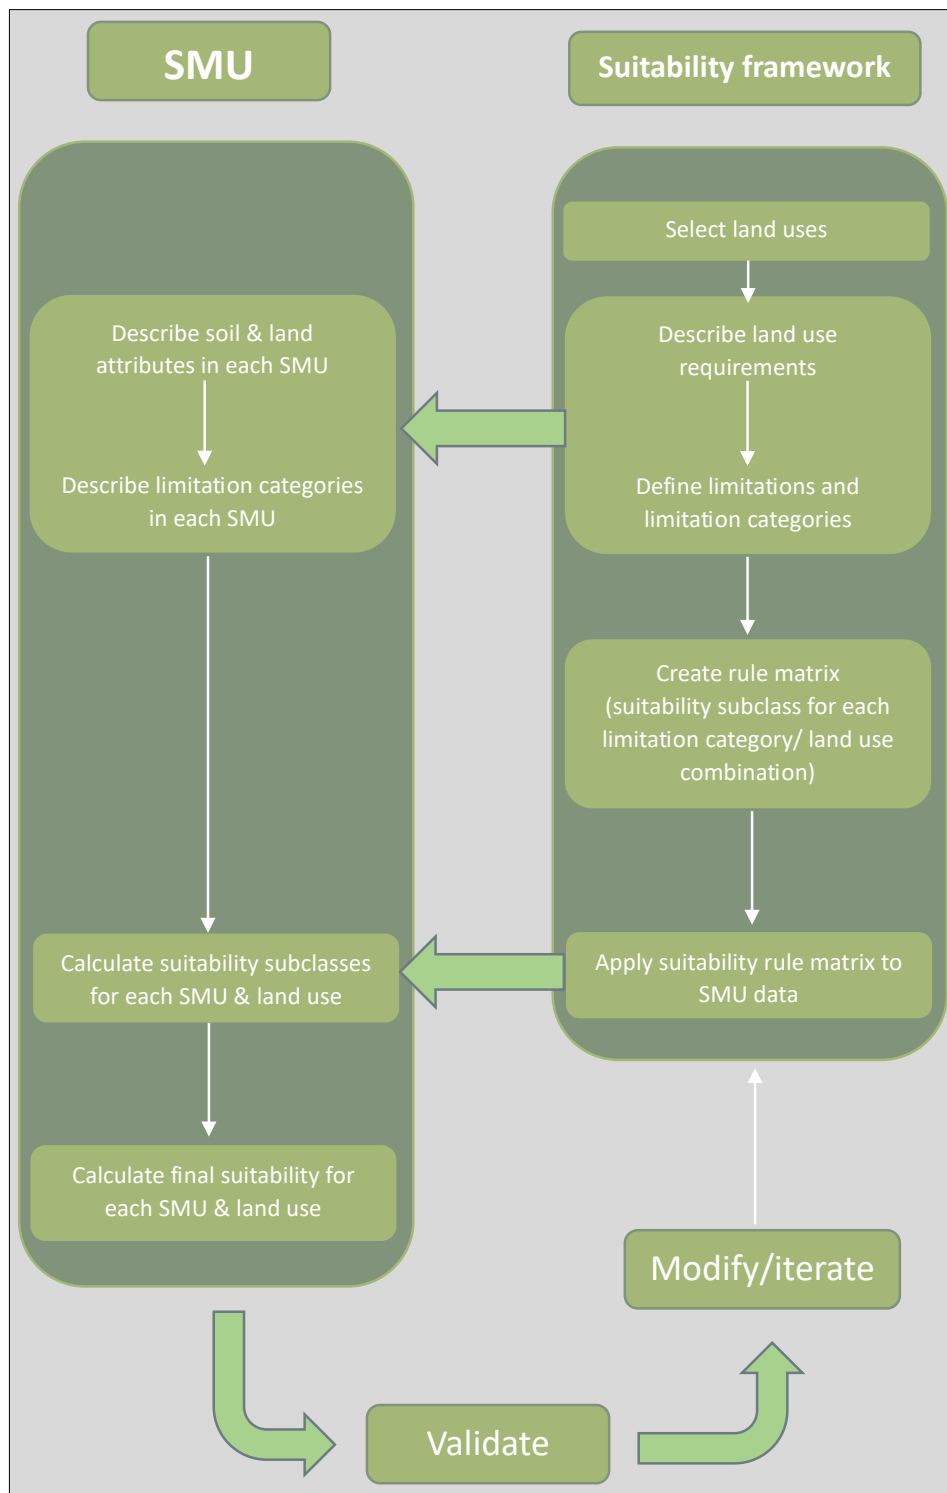 SMU
Describe soil & land
attributes in each SMU
Describe limitation categories
in each SMU
Calculate suitability subclasses
for each SMU & land use
Calculate final suitability for
each SMU & land use
Suitability framework
Select land uses
Describe land use
requirements
Define limitations and
limitation categories
Create rule matrix
(suitability subclass for each
limitation category/ land use
combination)
Apply suitability rule matrix to
SMU data
Modify/iterate
Validate